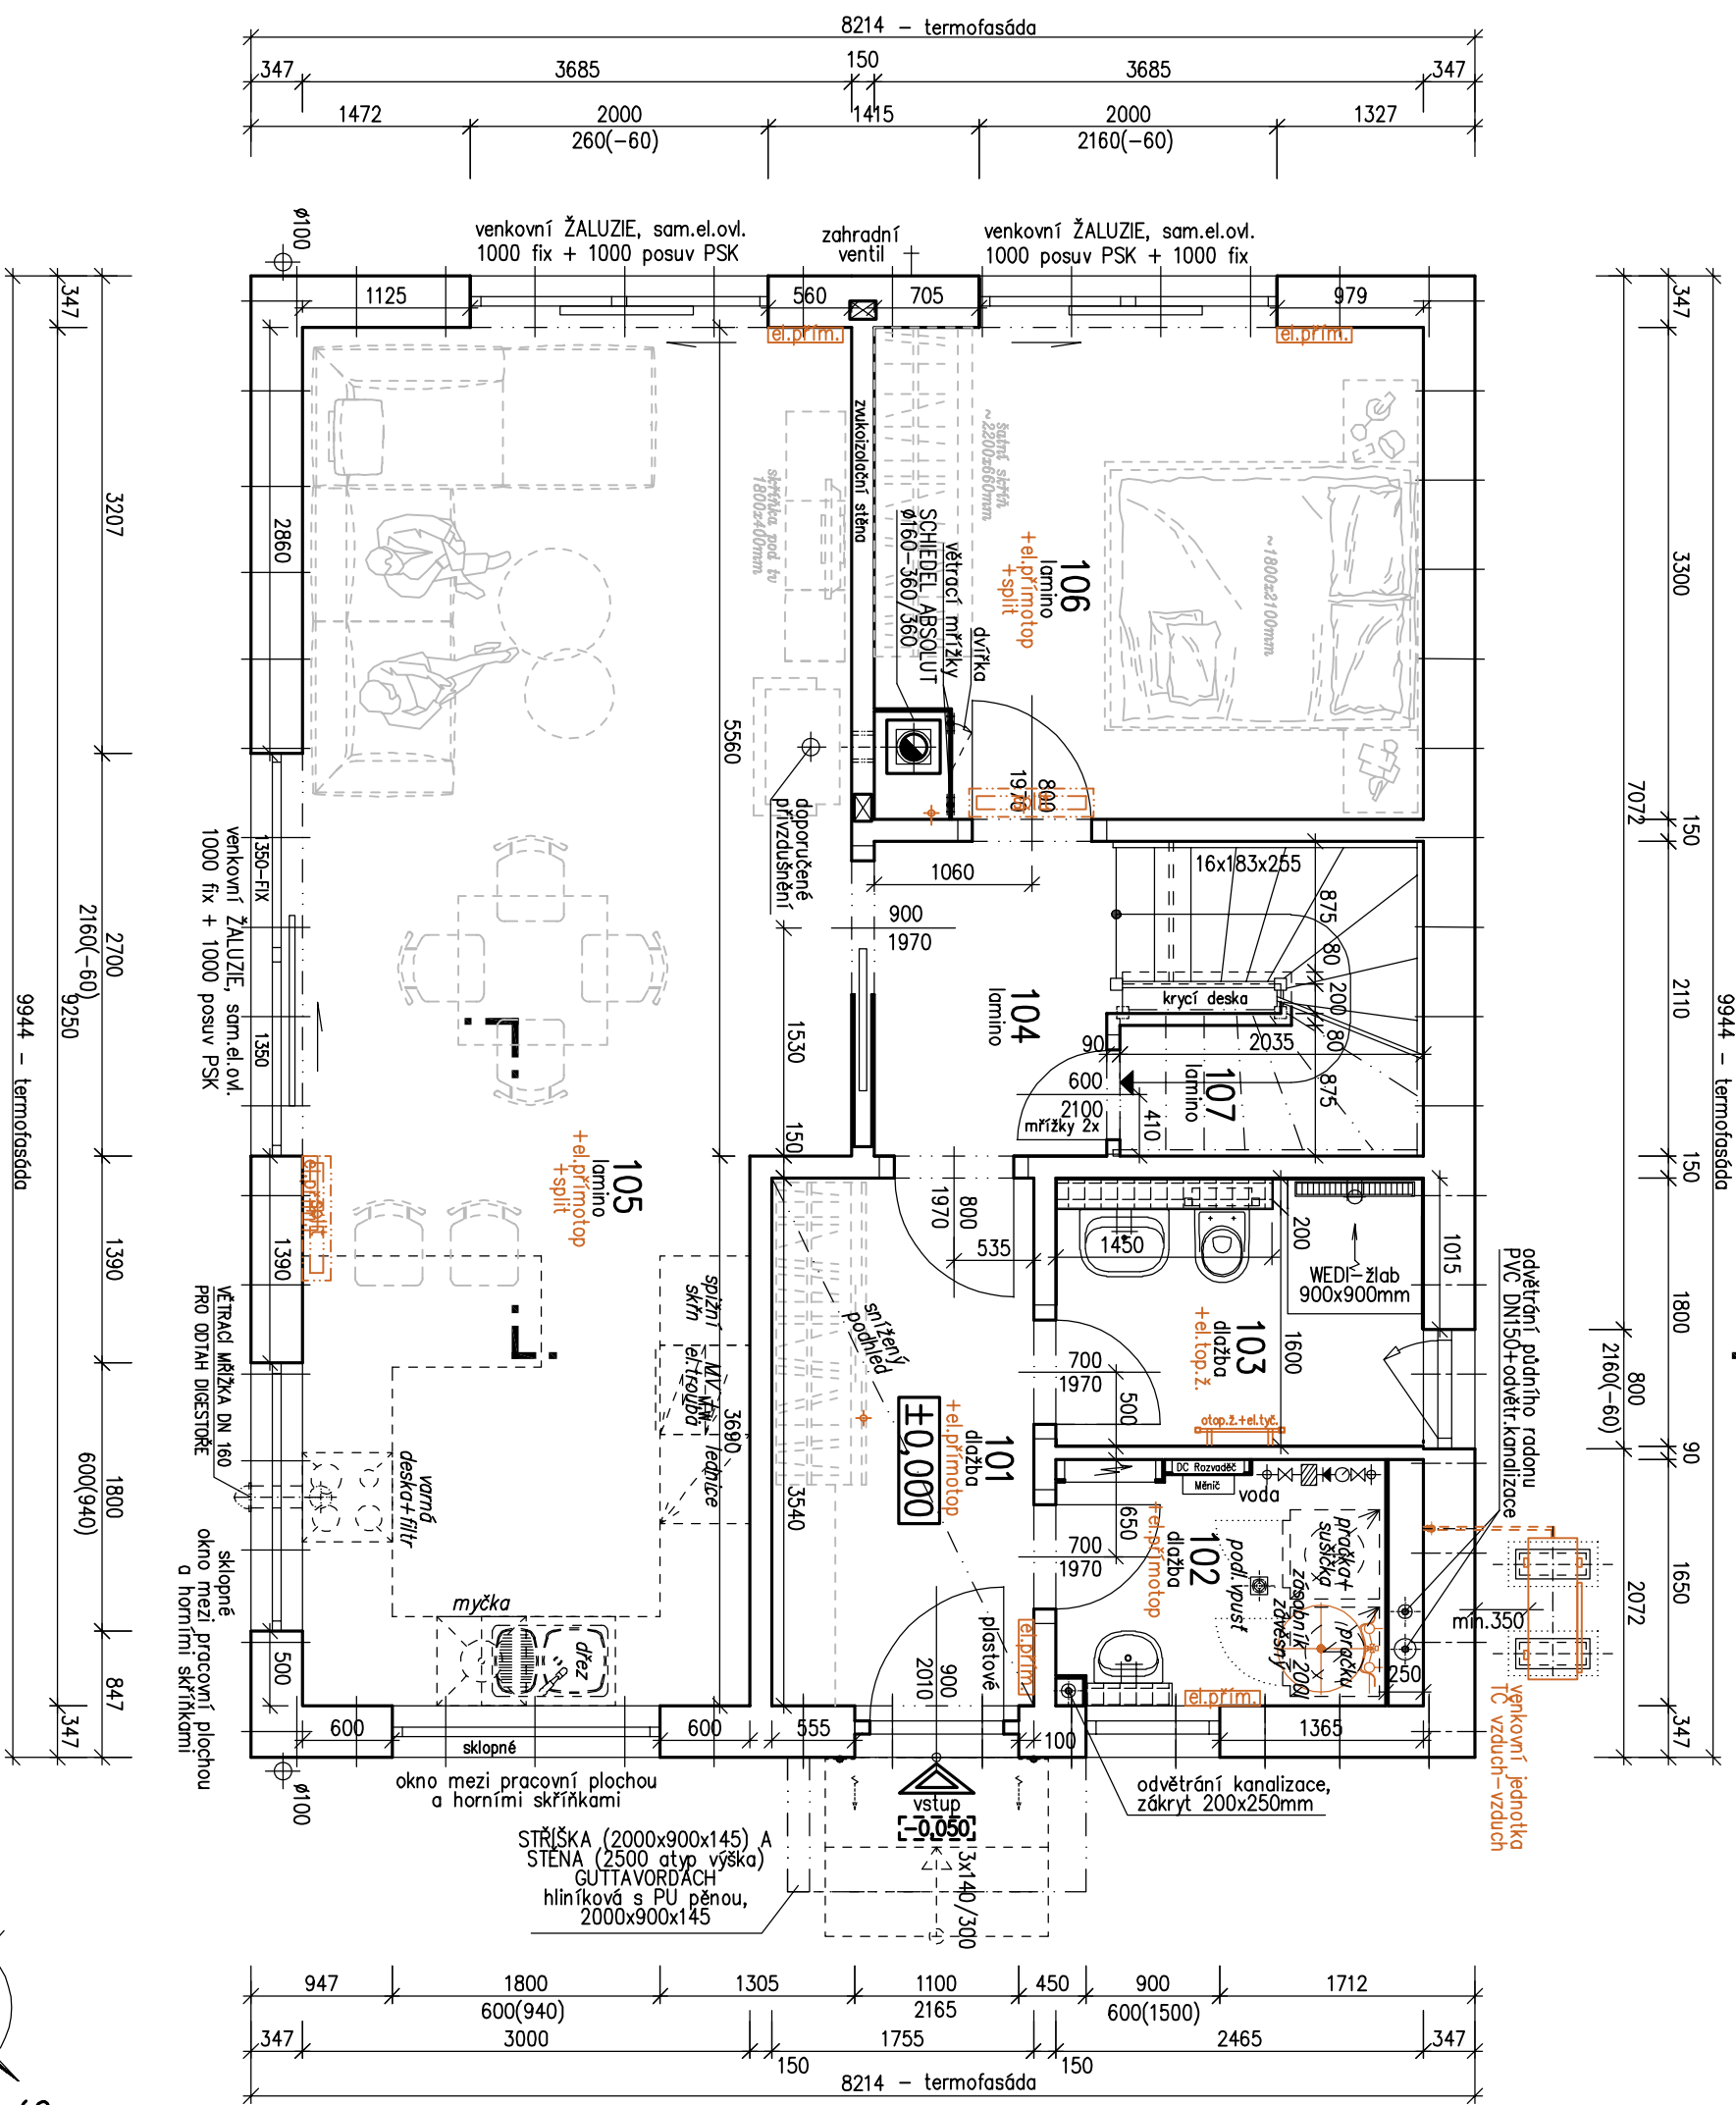 8214 – termofasáda
347
3685
150
3685
347
1472
2000
1415
2000
1327
260(-60)
2160(-60)
ø100
venkovní ŽALUZIE, sam.el.ovl.
1000 fix + 1000 posuv PSK
zahradní
ventil
venkovní ŽALUZIE, sam.el.ovl.
1000 posuv PSK + 1000 fix
1125
560
705
979
el.přím.
el.přím.
347
3207
2700
2160(-60)
1390
1800
600(940)
847
347
9250
9944 – termofasáda
347
3300
150
2110
150
1800
90
1650
347
7072
800
2160(-60)
2072
9944 – termofasáda
2860
5560
zvukoizolační stěna
skříňka pod tv
1800x400mm
šatní skříň
~2200x660mm
~1800x2100mm
106
lamino
+el.přímotop
+split
SCHIEDEL ABSOLUT
ø160-360/360
větrací mřížky
dvířka
800
1970
doporučené
přívzdušnění
1060
900
1970
16x183x255
875
80
200
80
875
krycí deska
104
lamino
90
2035
107
lamino
600
2100
mřížky 2x
410
1530
150
1350-FIX
1350
venkovní ŽALUZIE, sam.el.ovl.
1000 fix + 1000 posuv PSK
105
lamino
+el.přímotop
+split
1390
800
1970
535
1450
200
WEDI-žlab
900x900mm
1015
odvětrání půdního radonu
PVC DN150+odvětr.kanalizace
103
dlažba
+el.top.ž.
1600
otop.ž.+el.tyč.
700
1970
500
snížený
podhled
101
dlažba
+el.přímotop
±0,000
spižní
skříň
MV
el.trouba
lednice
3690
3540
VĚTRACÍ MŘÍŽKA DN 160
PRO ODTAH DIGESTOŘE
varná
deska+filtr
DC Rozvaděč
Měnič
voda
102
dlažba
+el.přímotop
700
1970
650
podl.vpusť
pračka+
sušička
zásobník 200l
závěsný
pračku
250
min.350
venkovní jednotka
TČ vzduch-vzduch
sklopné
okno mezi pracovní plochou
a horními skříňkami
myčka
dřez
500
plastové
900
2010
el.přím.
el.přím.
600
sklopné
600
555
100
1365
ø100
okno mezi pracovní plochou
a horními skříňkami
vstup
-0,050
odvětrání kanalizace,
zákryt 200x250mm
STŘÍŠKA (2000x900x145) A
STĚNA (2500 atyp výška)
GUTTAVORDACH
hliníková s PU pěnou,
2000x900x145
3x140/300
947
1800
1305
1100
450
900
1712
600(940)
2165
600(1500)
347
3000
1755
2465
347
150
150
8214 – termofasáda